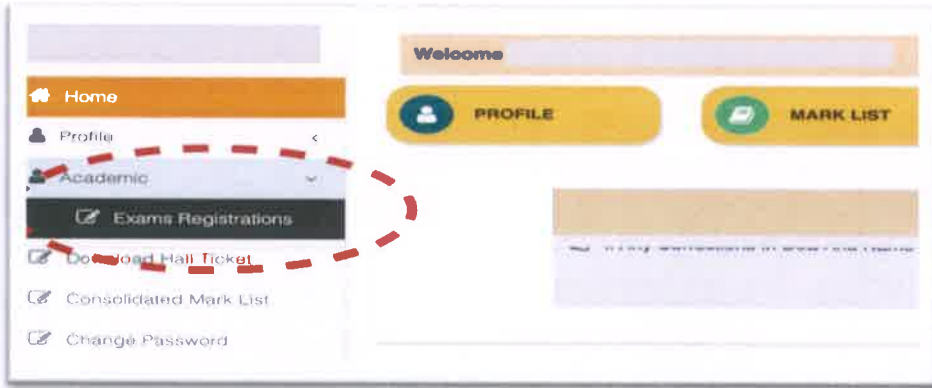 Home
Profile
Academic
Exams Registrations
Download Hall Ticket
Consolidated Mark List
Change Password
Welcome
PROFILE
MARK LIST